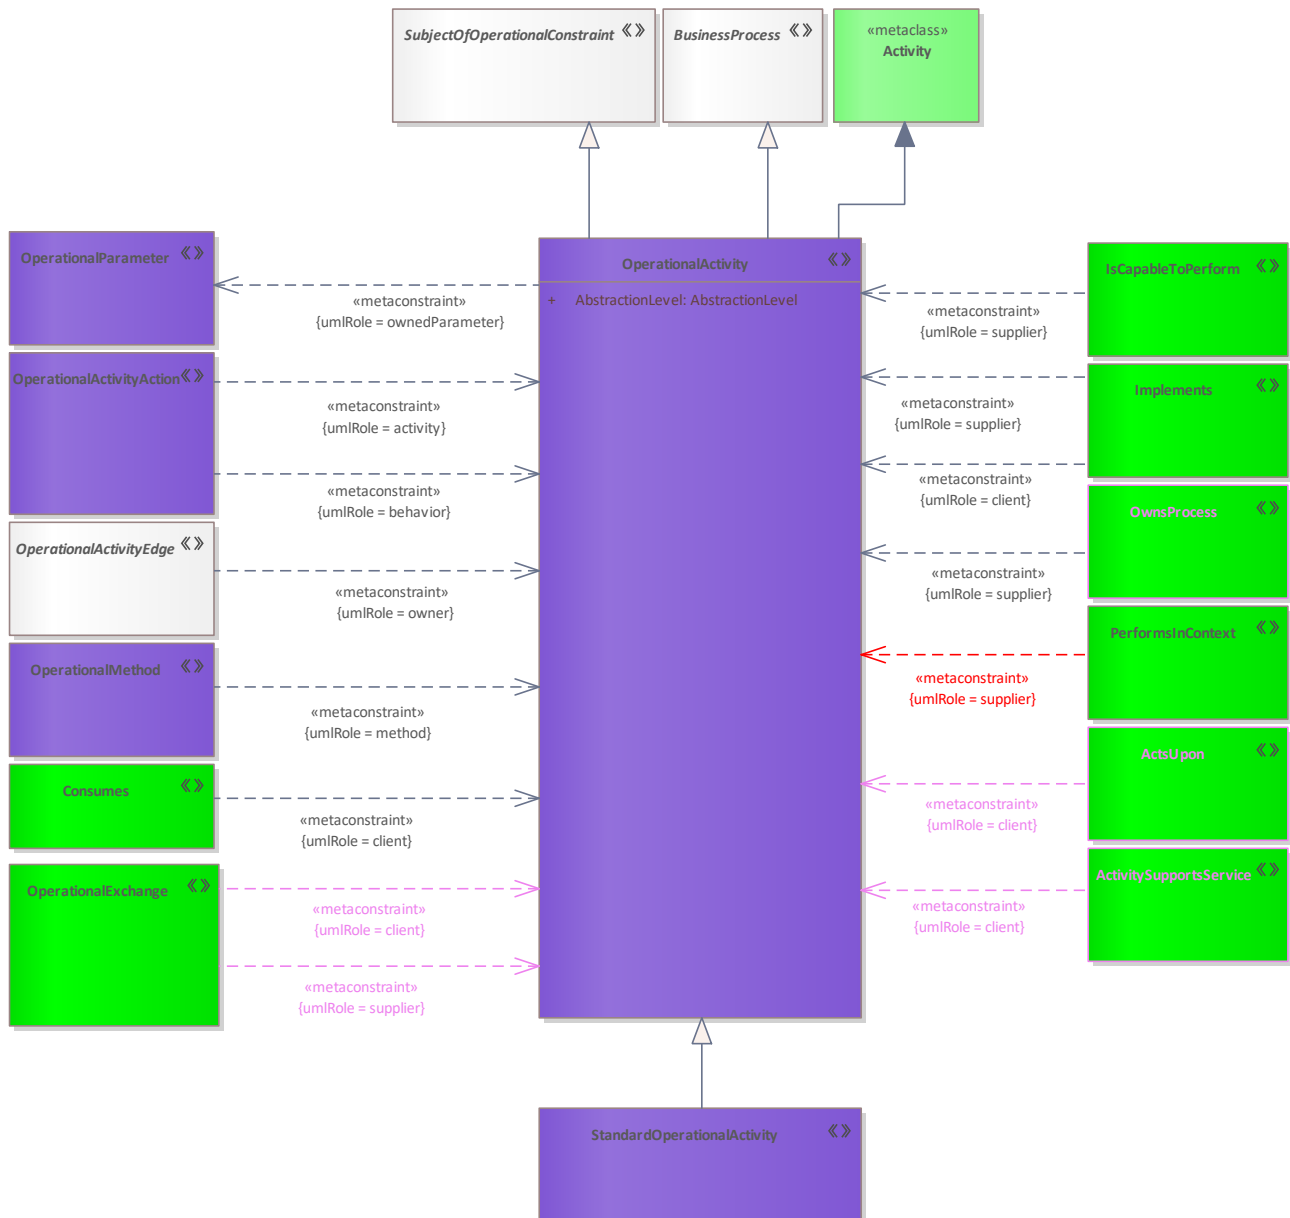 SubjectOfOperationalConstraint «»
BusinessProcess «»
«metaclass»
Activity
OperationalParameter «»
«metaconstraint»
{umlRole = ownedParameter}
OperationalActivityAction «»
«metaconstraint»
{umlRole = activity}
«metaconstraint»
{umlRole = behavior}
OperationalActivityEdge «»
«metaconstraint»
{umlRole = owner}
OperationalMethod «»
«metaconstraint»
{umlRole = method}
Consumes «»
«metaconstraint»
{umlRole = client}
OperationalExchange «»
«metaconstraint»
{umlRole = client}
«metaconstraint»
{umlRole = supplier}
OperationalActivity «»
+ AbstractionLevel: AbstractionLevel
IsCapableToPerform «»
«metaconstraint»
{umlRole = supplier}
Implements «»
«metaconstraint»
{umlRole = supplier}
«metaconstraint»
{umlRole = client}
OwnsProcess «»
«metaconstraint»
{umlRole = supplier}
PerformsInContext «»
«metaconstraint»
{umlRole = supplier}
ActsUpon «»
«metaconstraint»
{umlRole = client}
ActivitySupportsService «»
«metaconstraint»
{umlRole = client}
StandardOperationalActivity «»